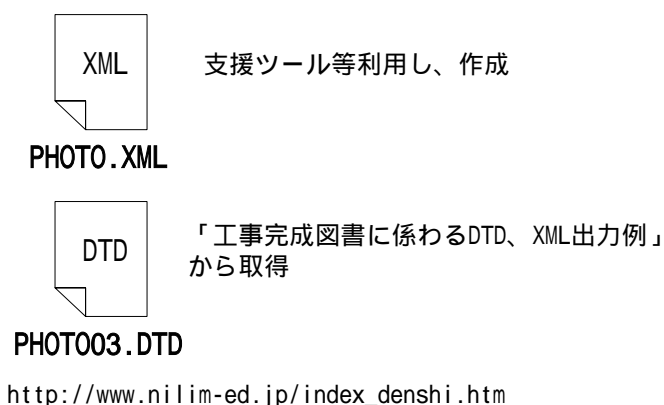 XML
支援ツール等利用し、作成
PHOTO.XML
DTD
「工事完成図書に係わるDTD、XML出力例」
から取得
PHOTO03.DTD
http://www.nilim-ed.jp/index_denshi.htm